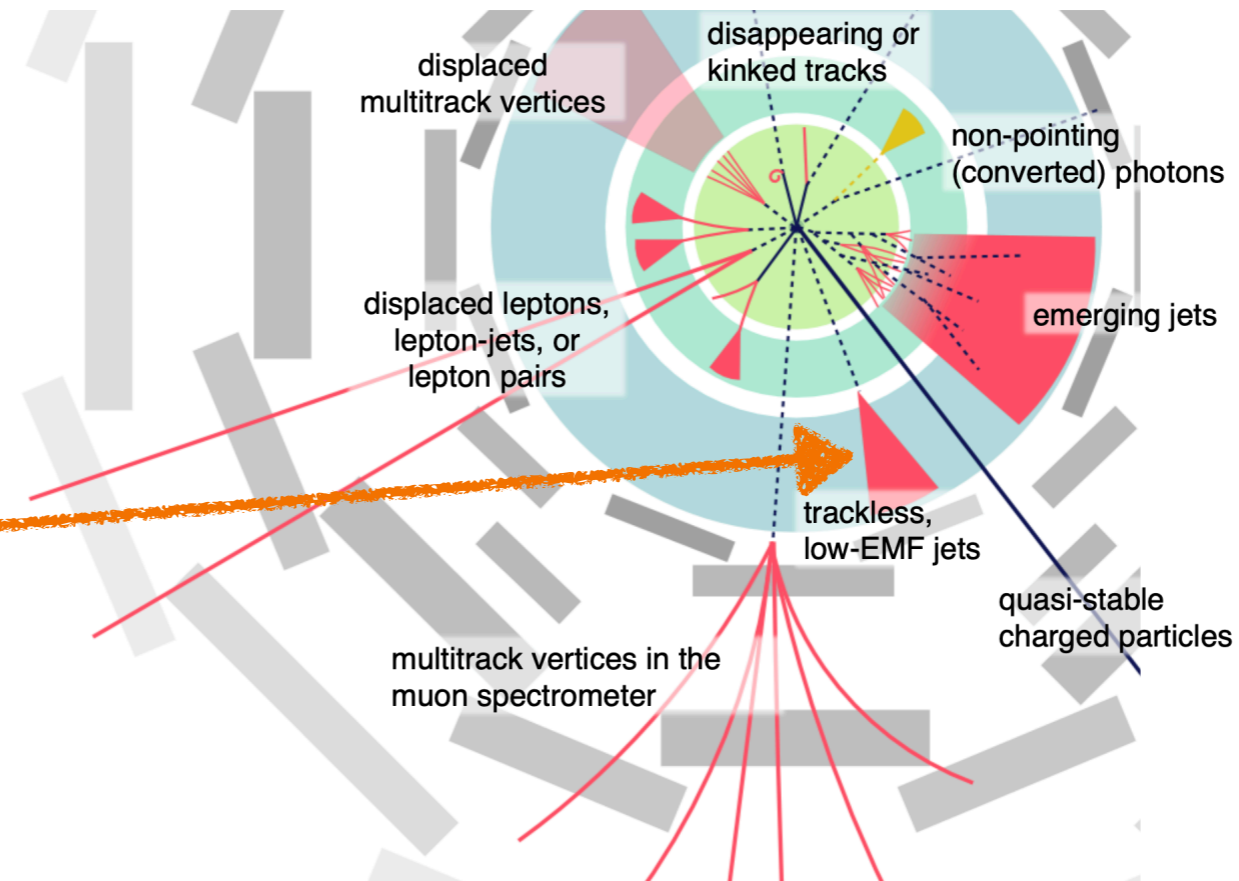 disappearing or
kinked tracks
displaced
multitrack vertices
non-pointing
(converted) photons
displaced leptons,
lepton-jets, or
lepton pairs
emerging jets
trackless,
low-EMF jets
quasi-stable
charged particles
multitrack vertices in the
muon spectrometer